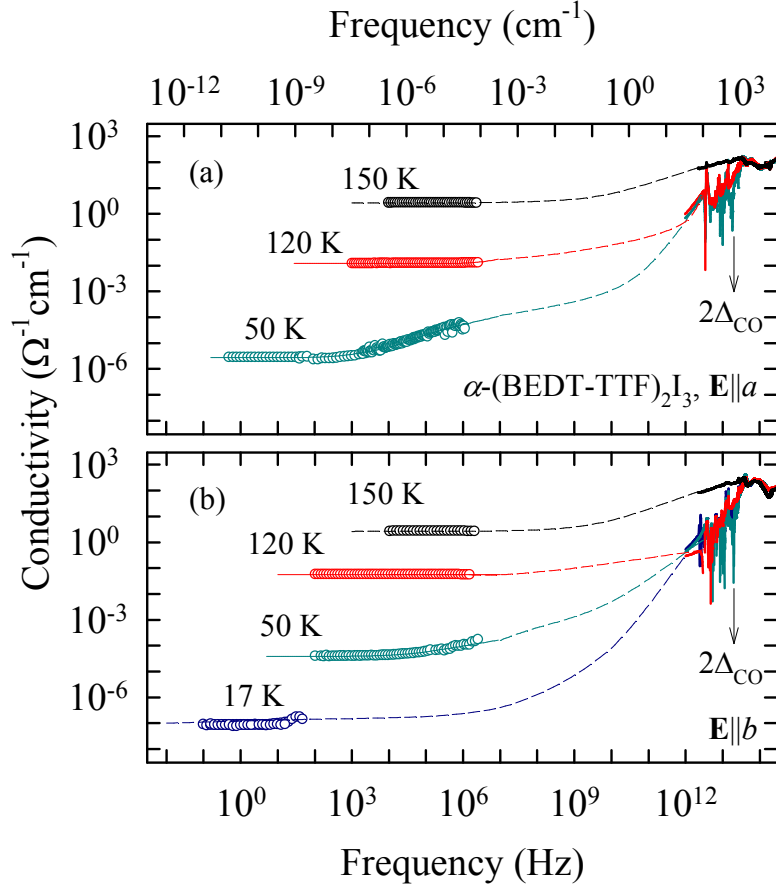 Frequency (cm⁻¹)
10⁻¹² 10⁻⁹ 10⁻⁶ 10⁻³ 10⁰ 10³
Conductivity (Ω⁻¹cm⁻¹)
10³
(a)
150 K
10⁰
120 K
10⁻³
50 K
2Δ_CO
10⁻⁶
α-(BEDT-TTF)₂I₃, E||a
10³
(b)
150 K
10⁰
120 K
10⁻³
50 K
2Δ_CO
17 K
10⁻⁶
E||b
10⁰ 10³ 10⁶ 10⁹ 10¹²
Frequency (Hz)